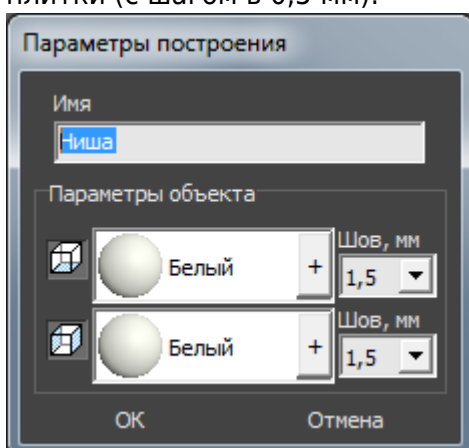 плитки (с шагом в 0,5 мм).
Параметры построения
Имя
Ниша
Параметры объекта
Шов, мм
Белый + 1,5
Шов, мм
Белый + 1,5
ОК Отмена